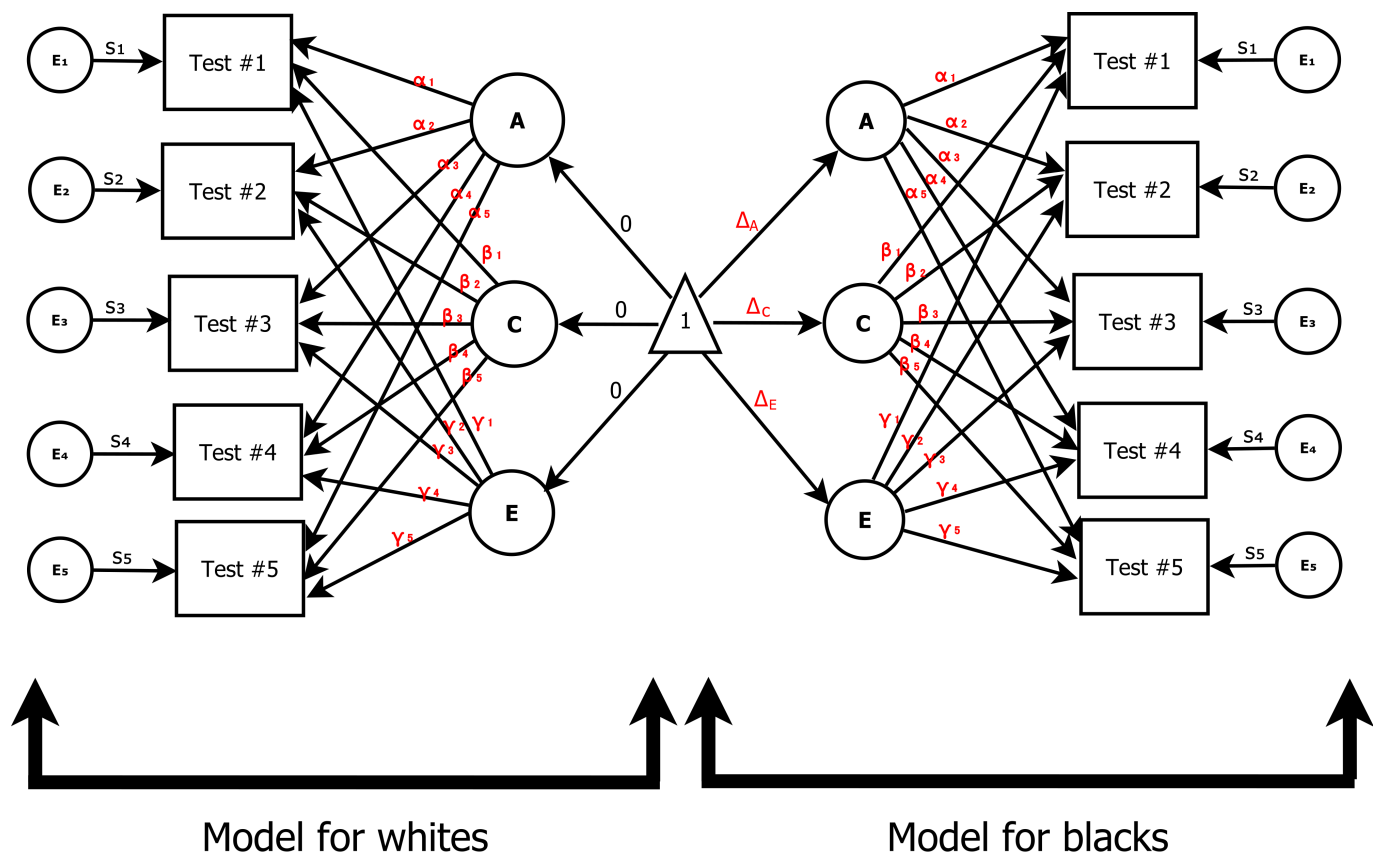 E₁ S1 Test #1
E₂ S2 Test #2
E₃ S3 Test #3
E₄ S4 Test #4
E₅ S5 Test #5
A
C
E
α₁
α₂
α₃
α₄
α₅
β₁
β₂
β₃
β₄
β₅
γ₁
γ₂
γ₃
γ₄
γ₅
0
0
0
1
Δ_A
Δ_C
Δ_E
A
C
E
α₁
α₂
α₃
α₄
α₅
β₁
β₂
β₃
β₄
β₅
γ₁
γ₂
γ₃
γ₄
γ₅
Test #1 S1 E₁
Test #2 S2 E₂
Test #3 S3 E₃
Test #4 S4 E₄
Test #5 S5 E₅
Model for whites
Model for blacks